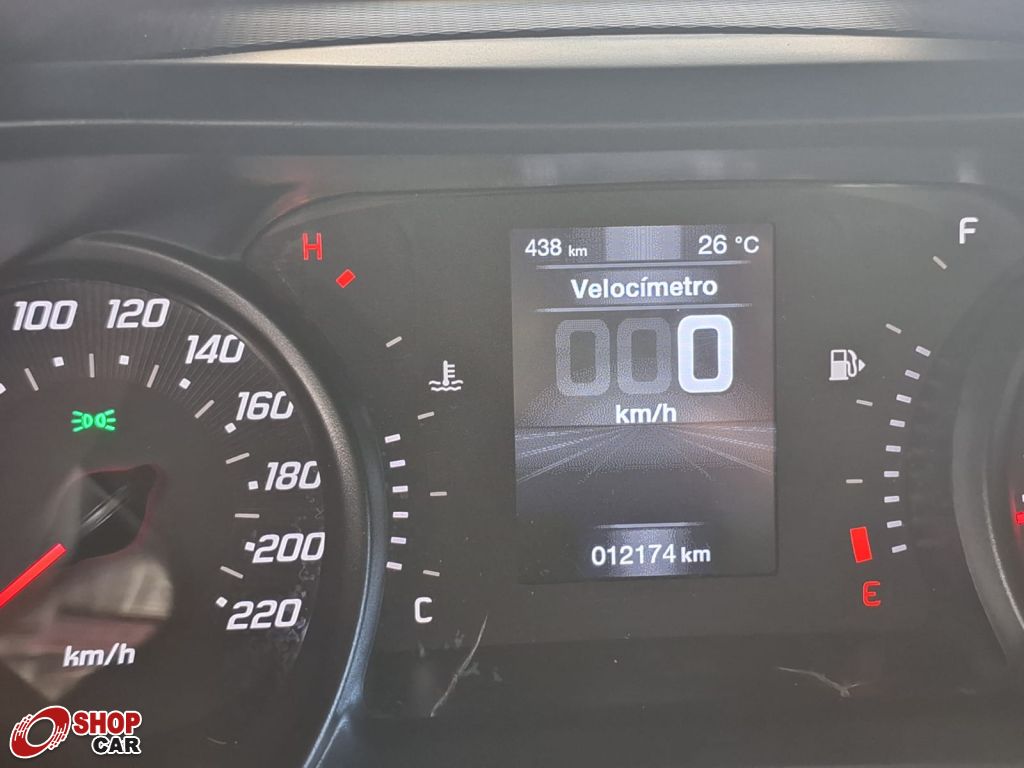 100
120
140
160
180
200
220
km/h
H
C
438 km
26 °C
Velocímetro
000
km/h
012174 km
F
E
SHOP
CAR